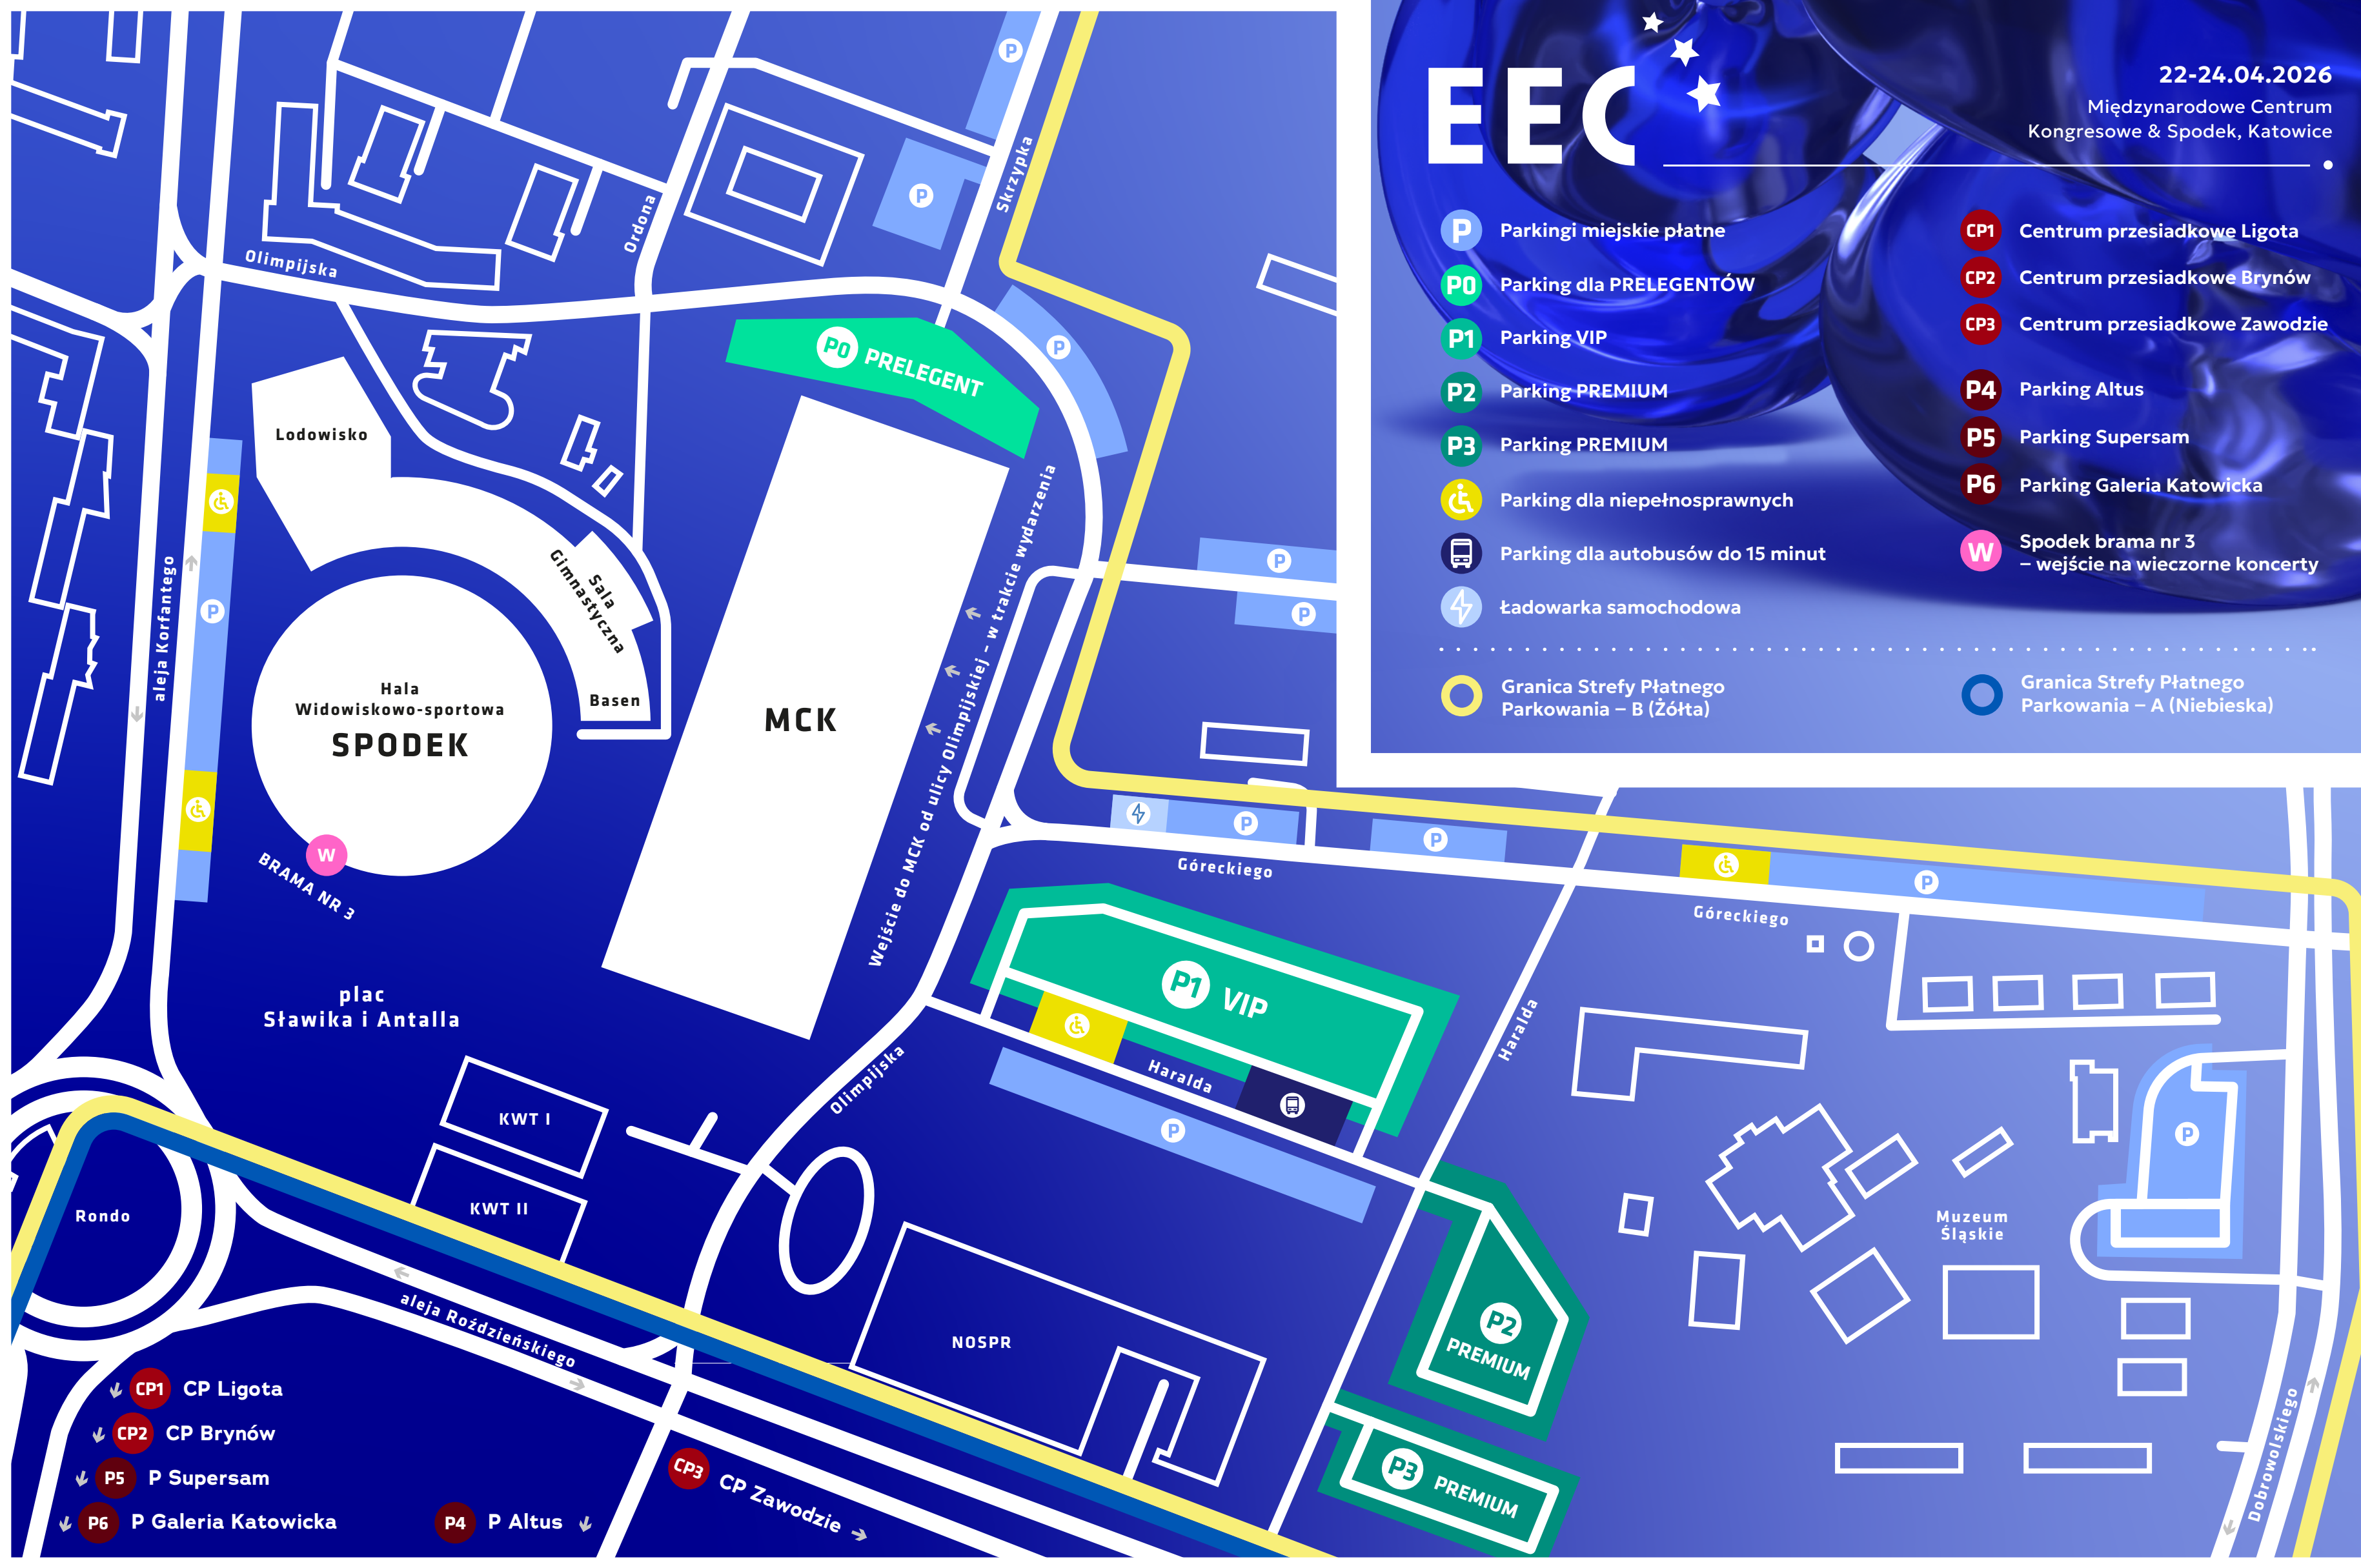 EEC
22-24.04.2026
Międzynarodowe Centrum
Kongresowe & Spodek, Katowice
P Parkingi miejskie płatne
P0 Parking dla PRELEGENTÓW
P1 Parking VIP
P2 Parking PREMIUM
P3 Parking PREMIUM
Parking dla niepełnosprawnych
Parking dla autobusów do 15 minut
Ładowarka samochodowa
CP1 Centrum przesiadkowe Ligota
CP2 Centrum przesiadkowe Brynów
CP3 Centrum przesiadkowe Zawodzie
P4 Parking Altus
P5 Parking Supersam
P6 Parking Galeria Katowicka
W Spodek brama nr 3
– wejście na wieczorne koncerty
Granica Strefy Płatnego
Parkowania – B (Żółta)
Granica Strefy Płatnego
Parkowania – A (Niebieska)
P
P
Skrzypka
Ordona
Olimpijska
P
P0 PRELEGENT
Lodowisko
P
P
P
aleja Korfantego
Sala
Gimnastyczna
Basen
Hala
Widowiskowo-sportowa
SPODEK
MCK
Wejście do MCK od ulicy Olimpijskiej – w trakcie wydarzenia
W
BRAMA NR 3
P
P
Góreckiego
P
Góreckiego
plac
Sławika i Antalla
P1 VIP
Haralda
Haralda
P
Olimpijska
KWT I
KWT II
Rondo
P
Muzeum
Śląskie
NOSPR
P2
PREMIUM
P3 PREMIUM
aleja Roździeńskiego
Dobrowolskiego
CP1 CP Ligota
CP2 CP Brynów
P5 P Supersam
P6 P Galeria Katowicka
P4 P Altus
CP3 CP Zawodzie